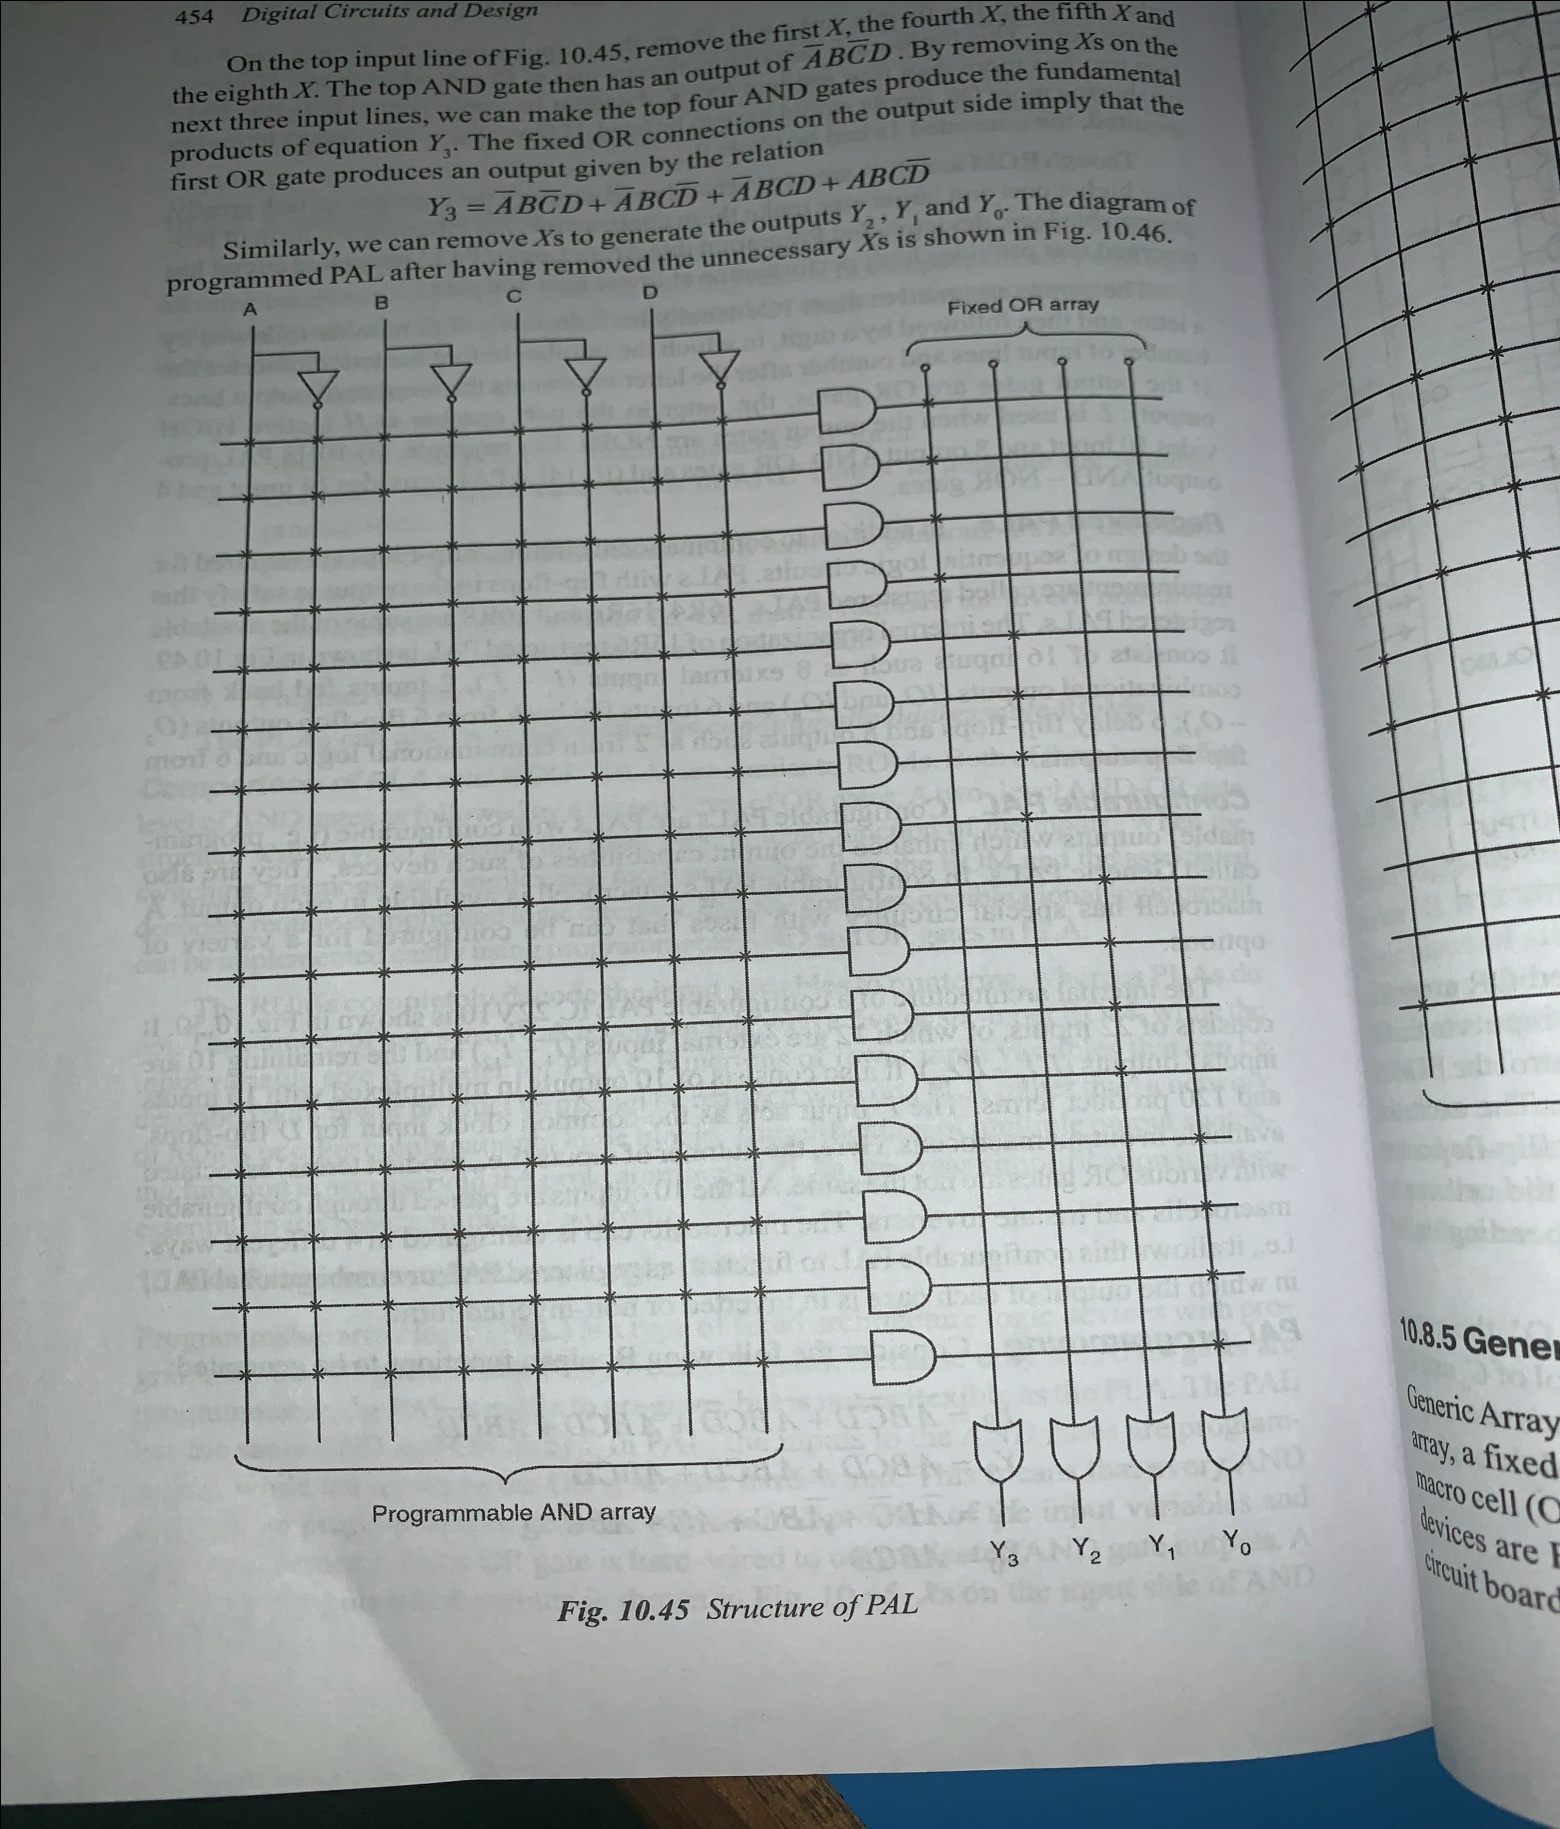 454 Digital Circuits and Design
On the top input line of Fig. 10.45, remove the first X, the fourth X, the fifth X and
the eighth X. The top AND gate then has an output of A̅BC̅D. By removing Xs on the
next three input lines, we can make the top four AND gates produce the fundamental
products of equation Y₃. The fixed OR connections on the output side imply that the
first OR gate produces an output given by the relation
Y₃ = A̅BC̅D + A̅BCD̅ + A̅BCD + ABCD̅
Similarly, we can remove Xs to generate the outputs Y₂, Y₁ and Y₀. The diagram of
programmed PAL after having removed the unnecessary Xs is shown in Fig. 10.46.
A B C D
Fixed OR array
Programmable AND array
Y₃ Y₂ Y₁ Y₀
Fig. 10.45 Structure of PAL
10.8.5 Gener
Generic Array
array, a fixed
macro cell (O
devices are
circuit board